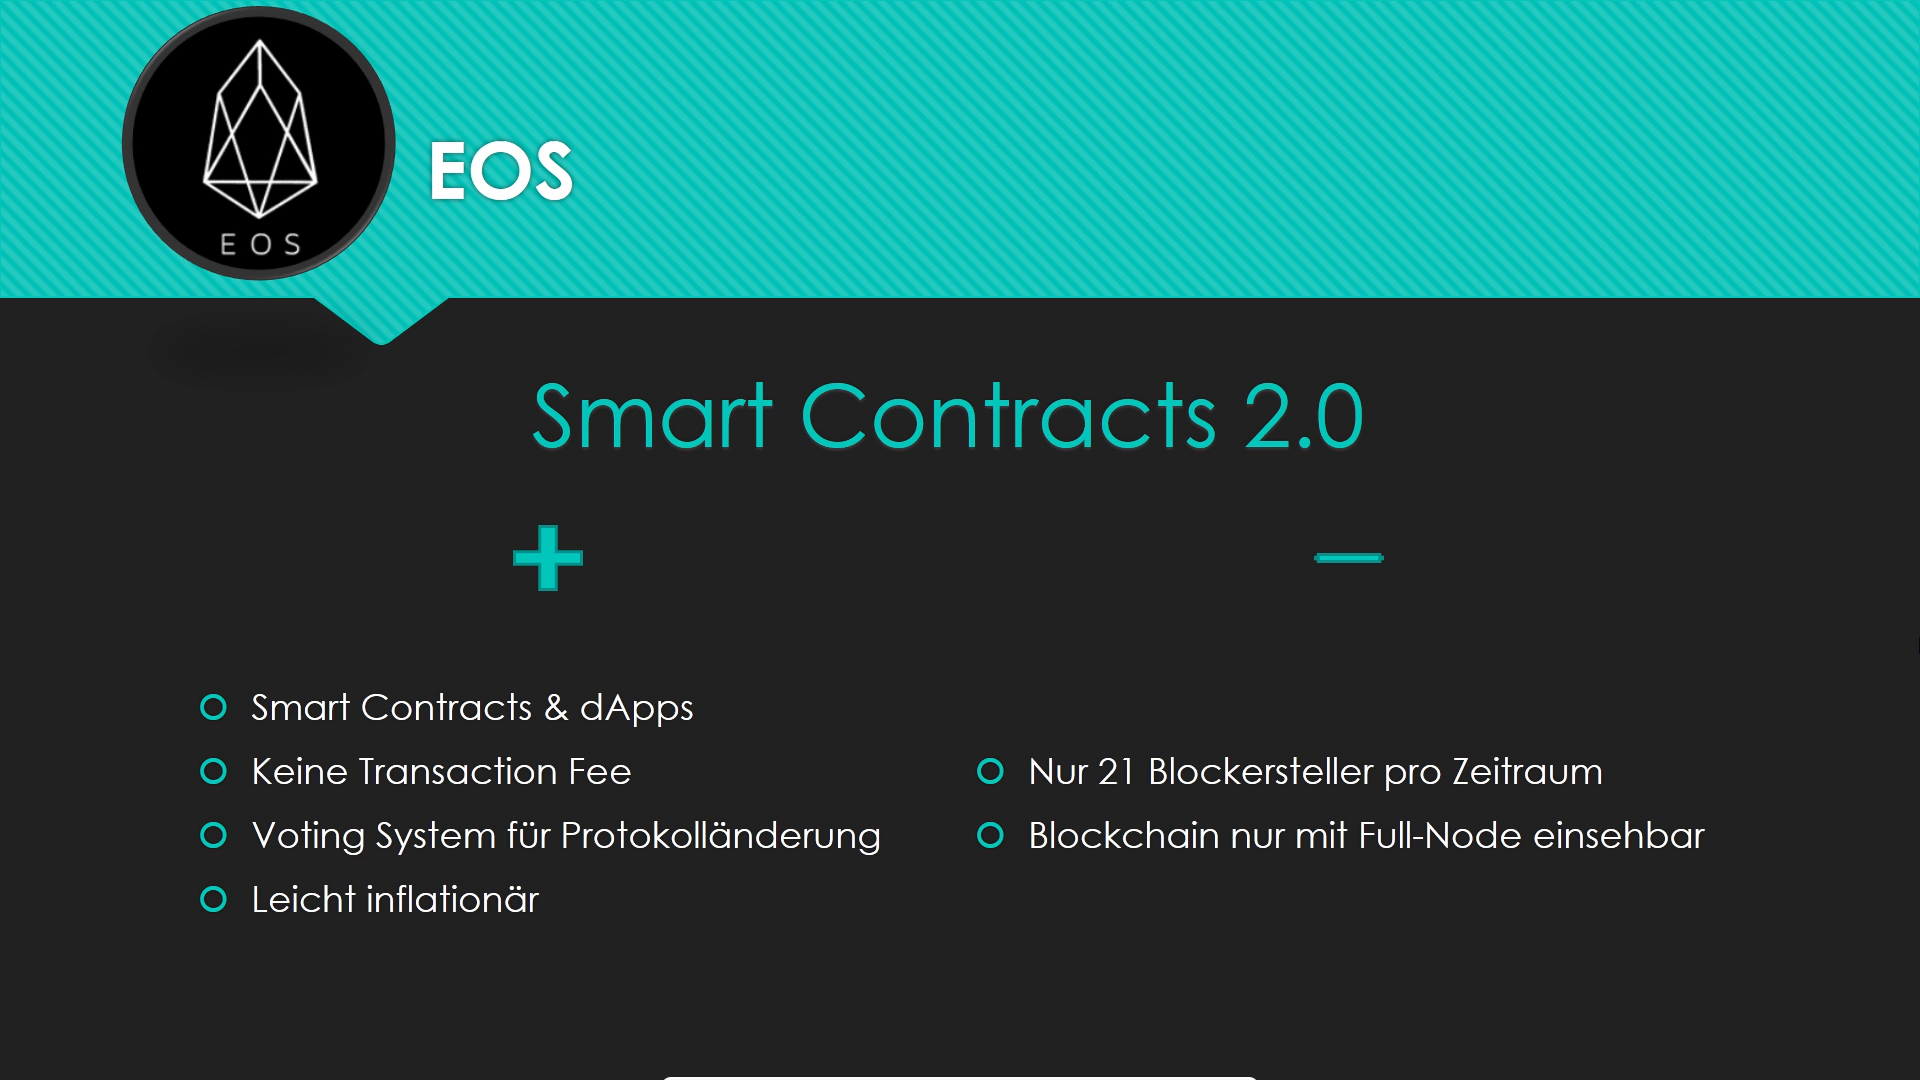 EOS
EOS
Smart Contracts 2.0
+
–
Smart Contracts & dApps
Keine Transaction Fee
Voting System für Protokolländerung
Leicht inflationär
Nur 21 Blockersteller pro Zeitraum
Blockchain nur mit Full-Node einsehbar